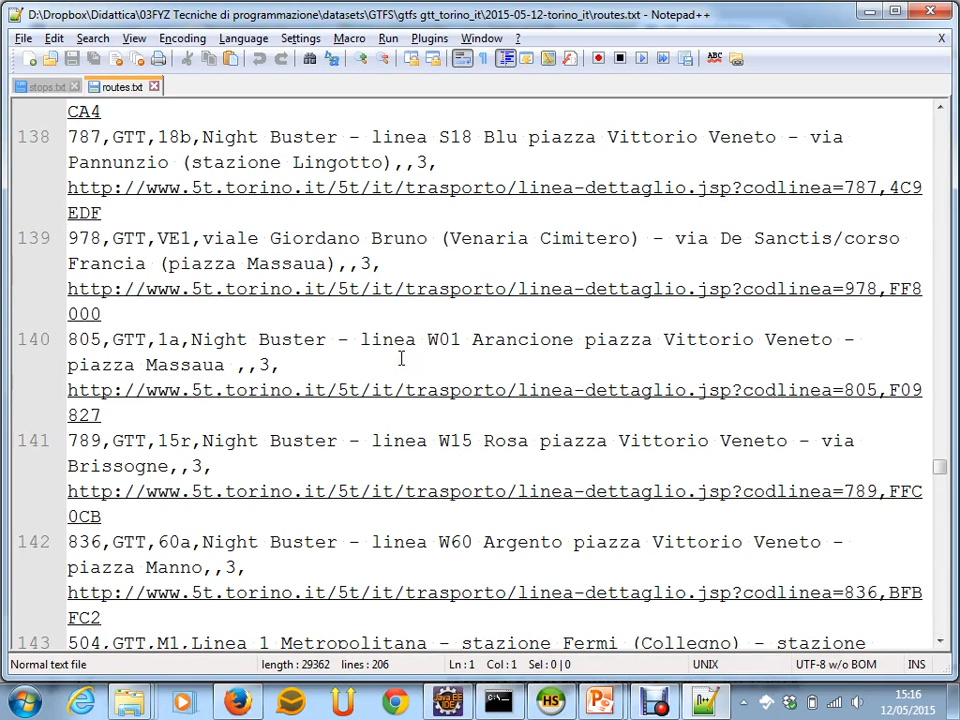 D:\Dropbox\Didattica\03FYZ Tecniche di programmazione\datasets\GTFS\gtfs gtt_torino_it\2015-05-12-torino_it\routes.txt - Notepad++
File Edit Search View Encoding Language Settings Macro Run Plugins Window ? X
stops.txt routes.txt
CA4
138 787,GTT,18b,Night Buster - linea S18 Blu piazza Vittorio Veneto - via
Pannunzio (stazione Lingotto),,3,
http://www.5t.torino.it/5t/it/trasporto/linea-dettaglio.jsp?codlinea=787,4C9
EDF
139 978,GTT,VE1,viale Giordano Bruno (Venaria Cimitero) - via De Sanctis/corso
Francia (piazza Massaua),,3,
http://www.5t.torino.it/5t/it/trasporto/linea-dettaglio.jsp?codlinea=978,FF8
000
140 805,GTT,1a,Night Buster - linea W01 Arancione piazza Vittorio Veneto -
piazza Massaua ,,3,
http://www.5t.torino.it/5t/it/trasporto/linea-dettaglio.jsp?codlinea=805,F09
827
141 789,GTT,15r,Night Buster - linea W15 Rosa piazza Vittorio Veneto - via
Brissogne,,3,
http://www.5t.torino.it/5t/it/trasporto/linea-dettaglio.jsp?codlinea=789,FFC
0CB
142 836,GTT,60a,Night Buster - linea W60 Argento piazza Vittorio Veneto -
piazza Manno,,3,
http://www.5t.torino.it/5t/it/trasporto/linea-dettaglio.jsp?codlinea=836,BFB
FC2
143 504,GTT,M1,Linea 1 Metropolitana - stazione Fermi (Collegno) - stazione
Normal text file length : 29362 lines : 206 Ln : 1 Col : 1 Sel : 0 | 0 UNIX UTF-8 w/o BOM INS
15:16
12/05/2015